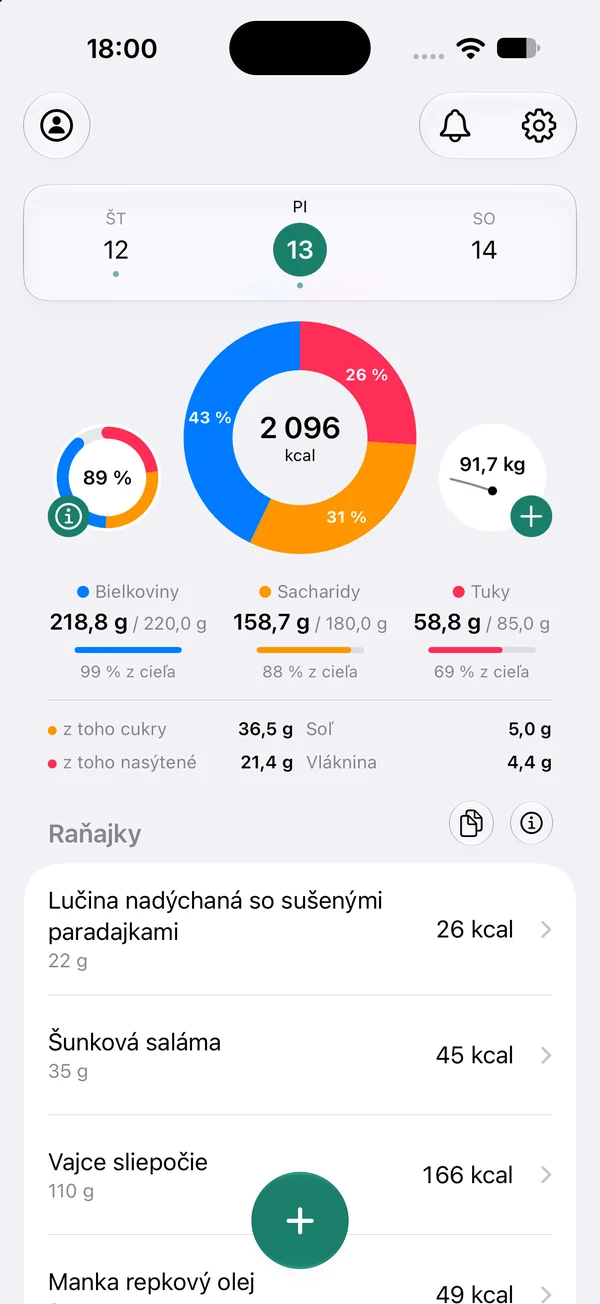 18:00
ŠT
PI
SO
12
13
14
26 %
43 %
31 %
2 096
kcal
89 %
91,7 kg
Bielkoviny
218,8 g / 220,0 g
99 % z cieľa
Sacharidy
158,7 g / 180,0 g
88 % z cieľa
Tuky
58,8 g / 85,0 g
69 % z cieľa
z toho cukry 36,5 g Soľ 5,0 g
z toho nasýtené 21,4 g Vláknina 4,4 g
Raňajky
Lučina nadýchaná so sušenými
paradajkami
22 g
26 kcal
Šunková saláma
35 g
45 kcal
Vajce sliepočie
110 g
166 kcal
Manka repkový olej
49 kcal